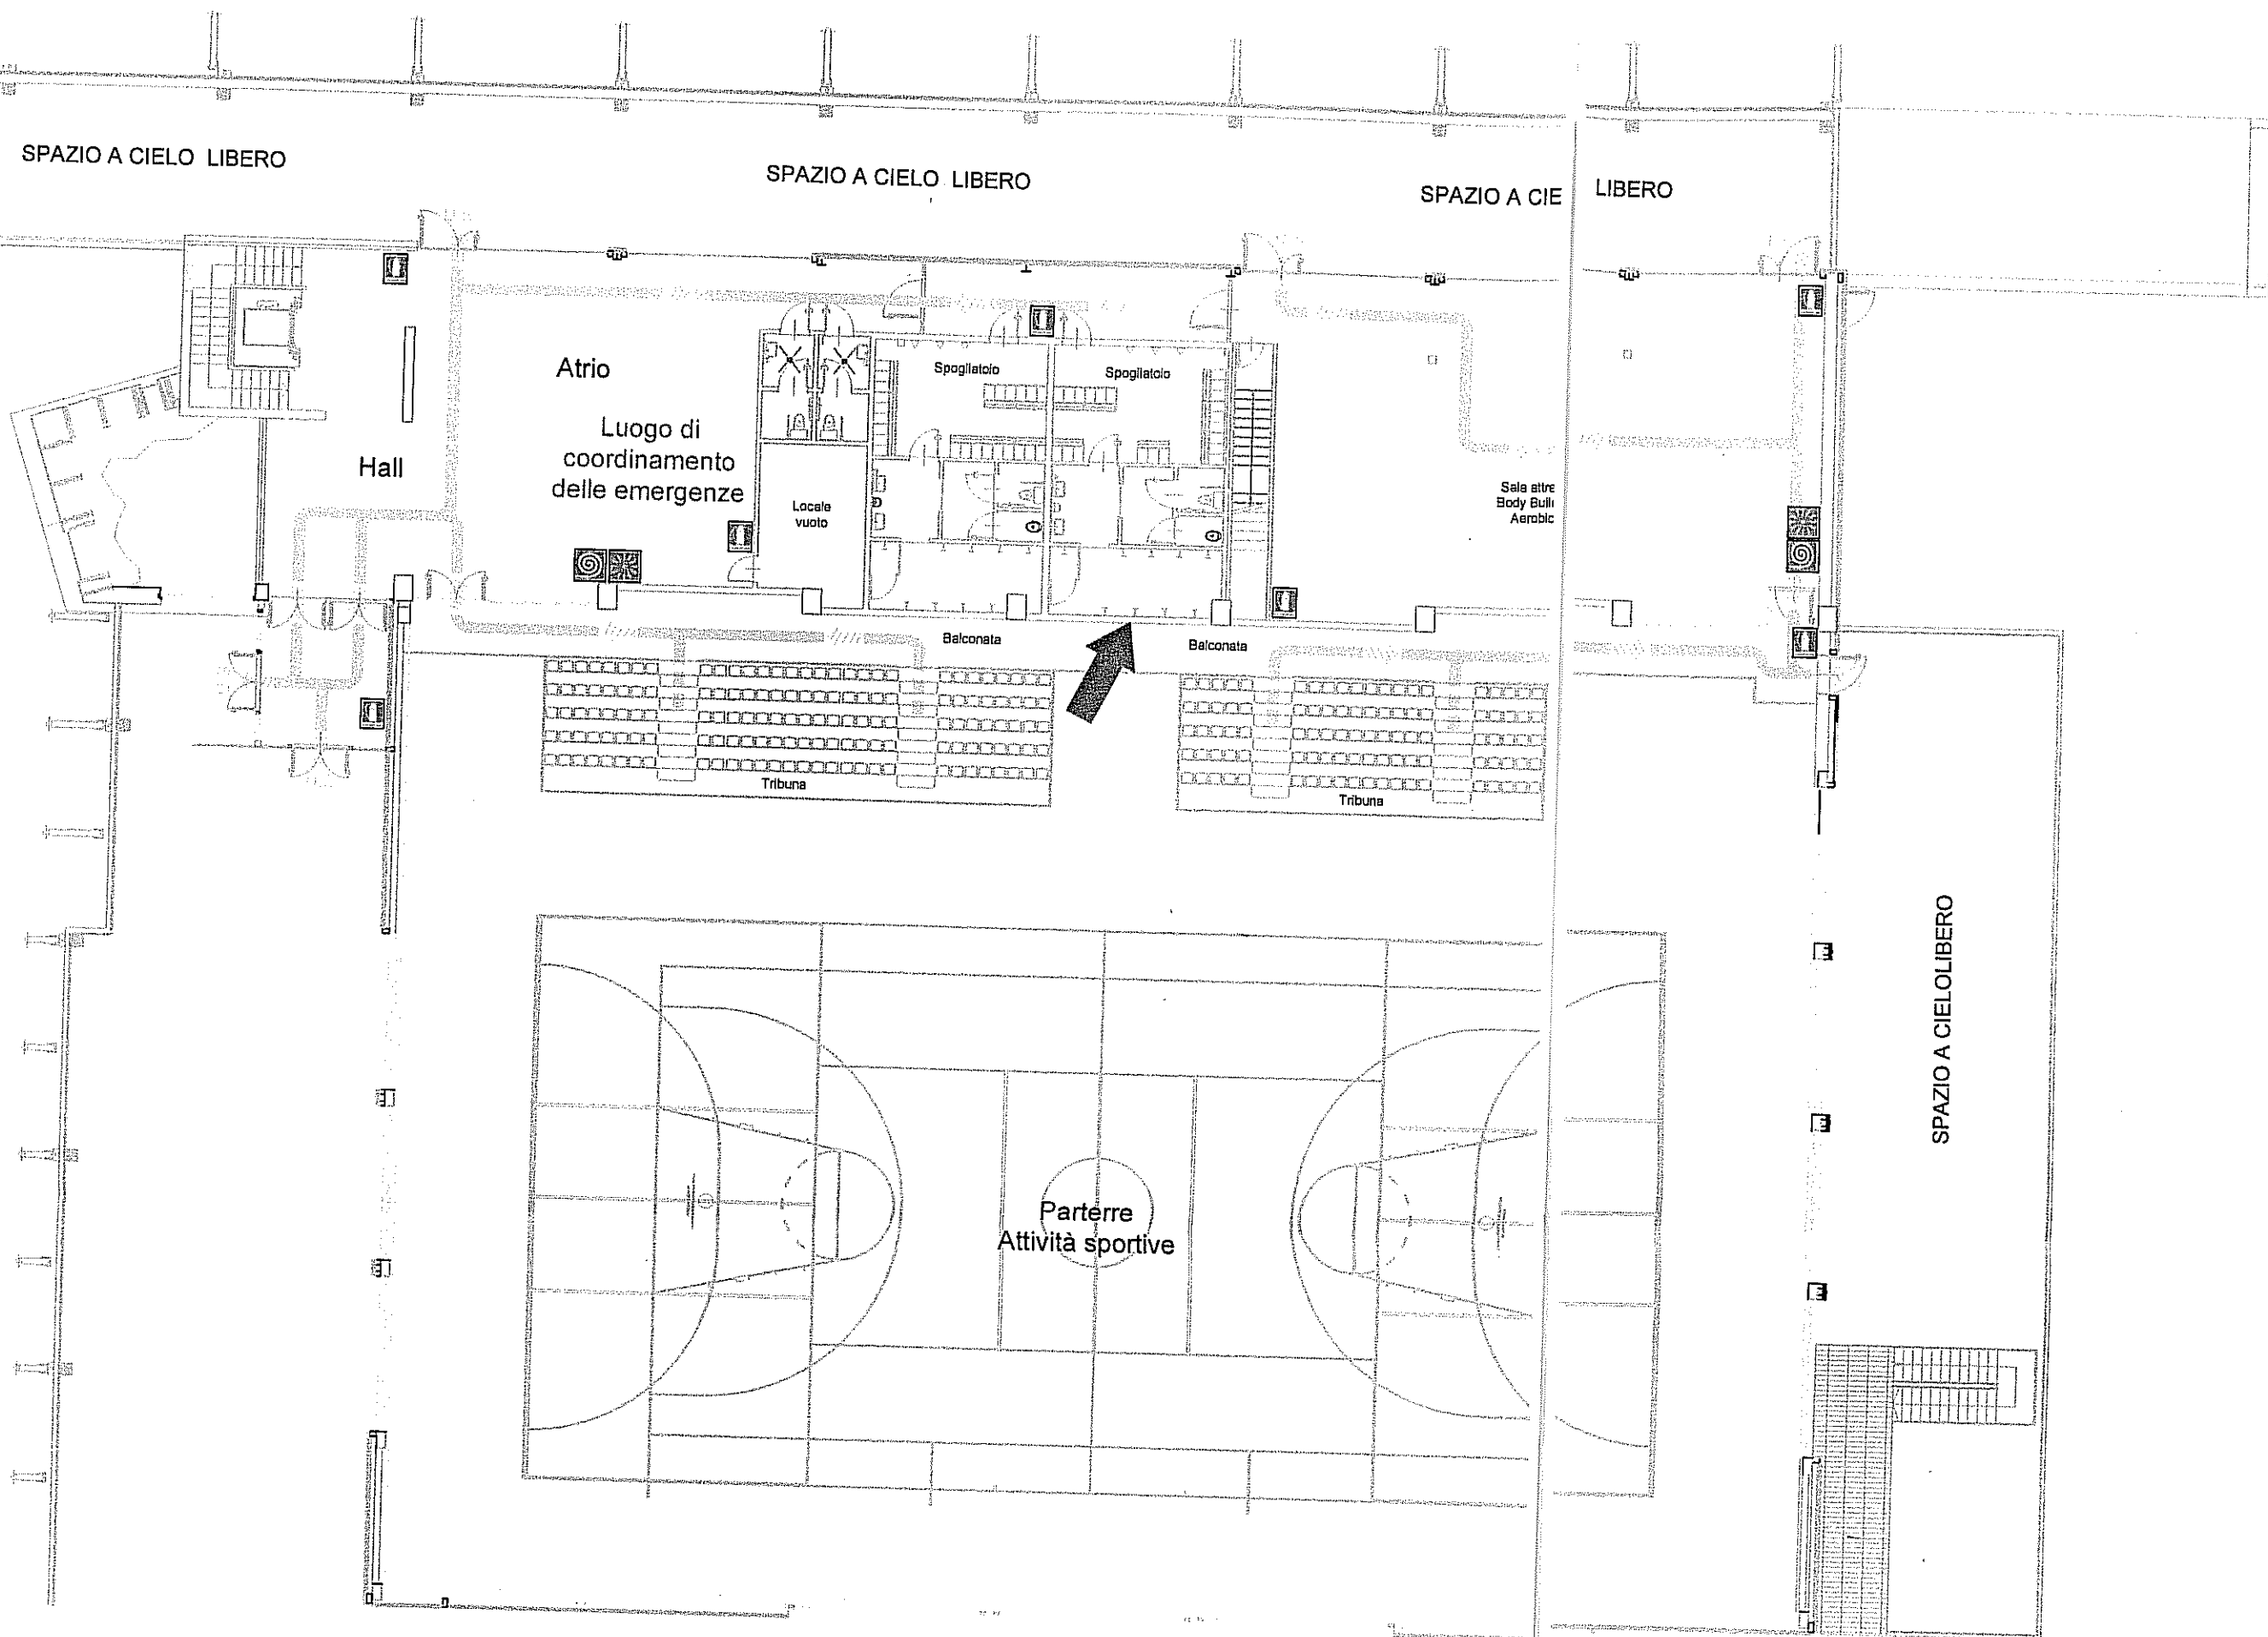 SPAZIO A CIELO LIBERO
SPAZIO A CIELO LIBERO
SPAZIO A CIE
LIBERO
Atrio
Luogo di
coordinamento
delle emergenze
Hall
Spogliatoio
Spogliatoio
Locale
vuoto
Sala attre
Body Buil
Aerobic
Balconata
Balconata
Tribuna
Tribuna
Parterre
Attività sportive
SPAZIO A CIELOLIBERO